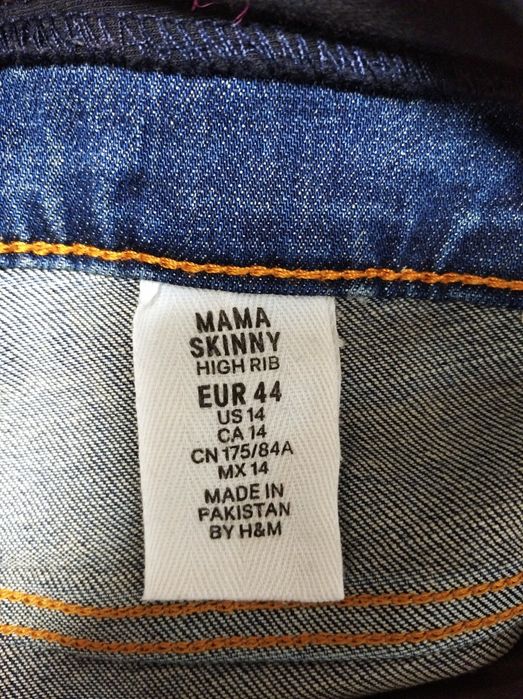 MAMA
SKINNY
HIGH RIB
EUR 44
US 14
CA 14
CN 175/84A
MX 14
MADE IN
PAKISTAN
BY H&M